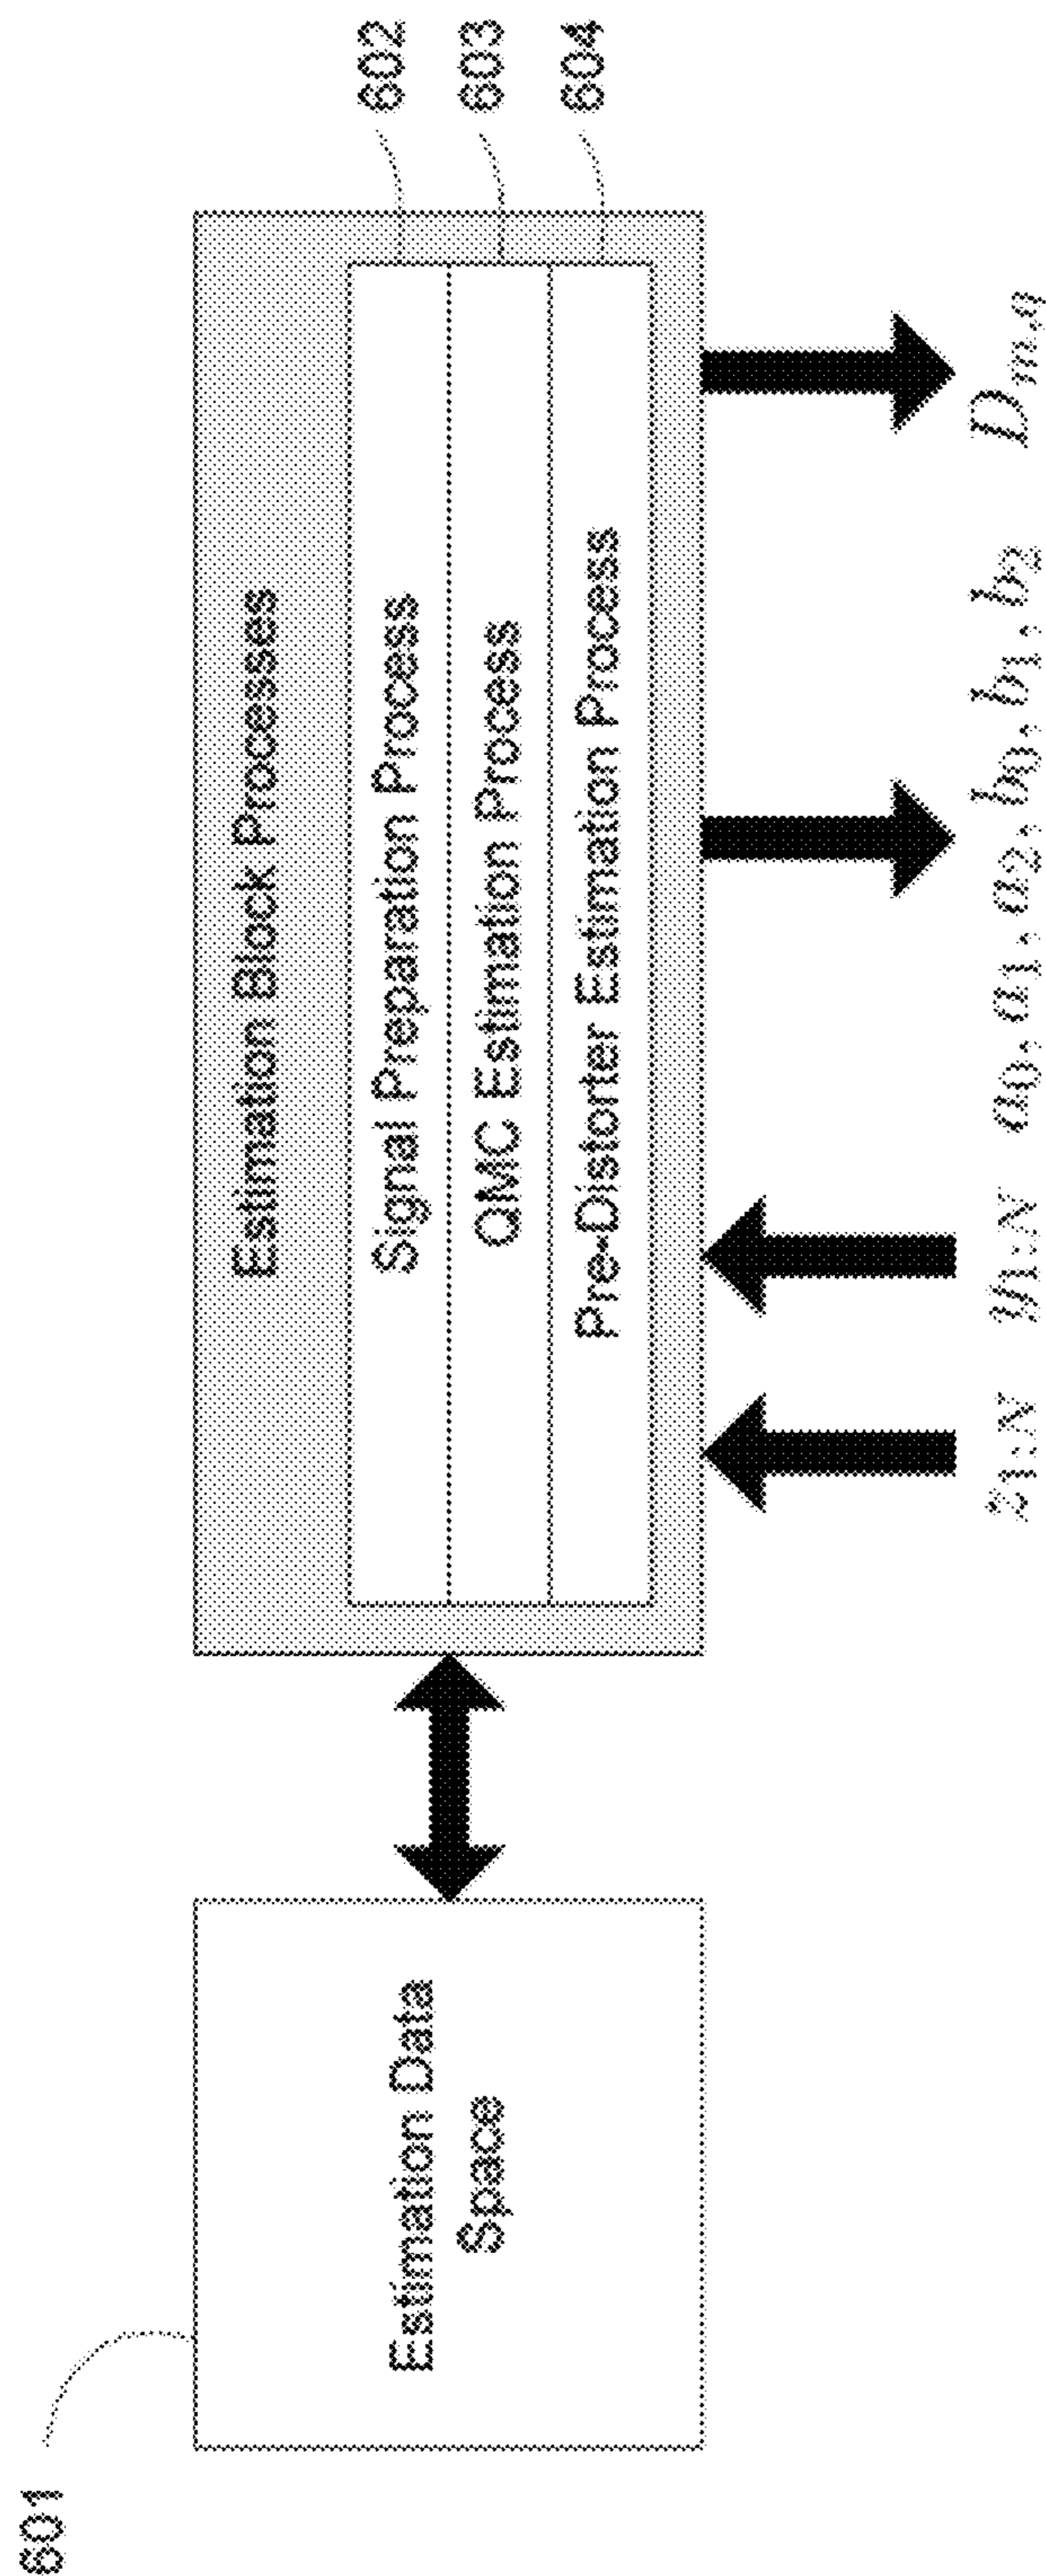 601
Estimation Data
Space
Estimation Block Processes
Signal Preparation Process
QMC Estimation Process
Pre-Distorter Estimation Process
602
603
604
z1:N
y1:N
a0, a1, a2, b0, b1, b2
Dm,q